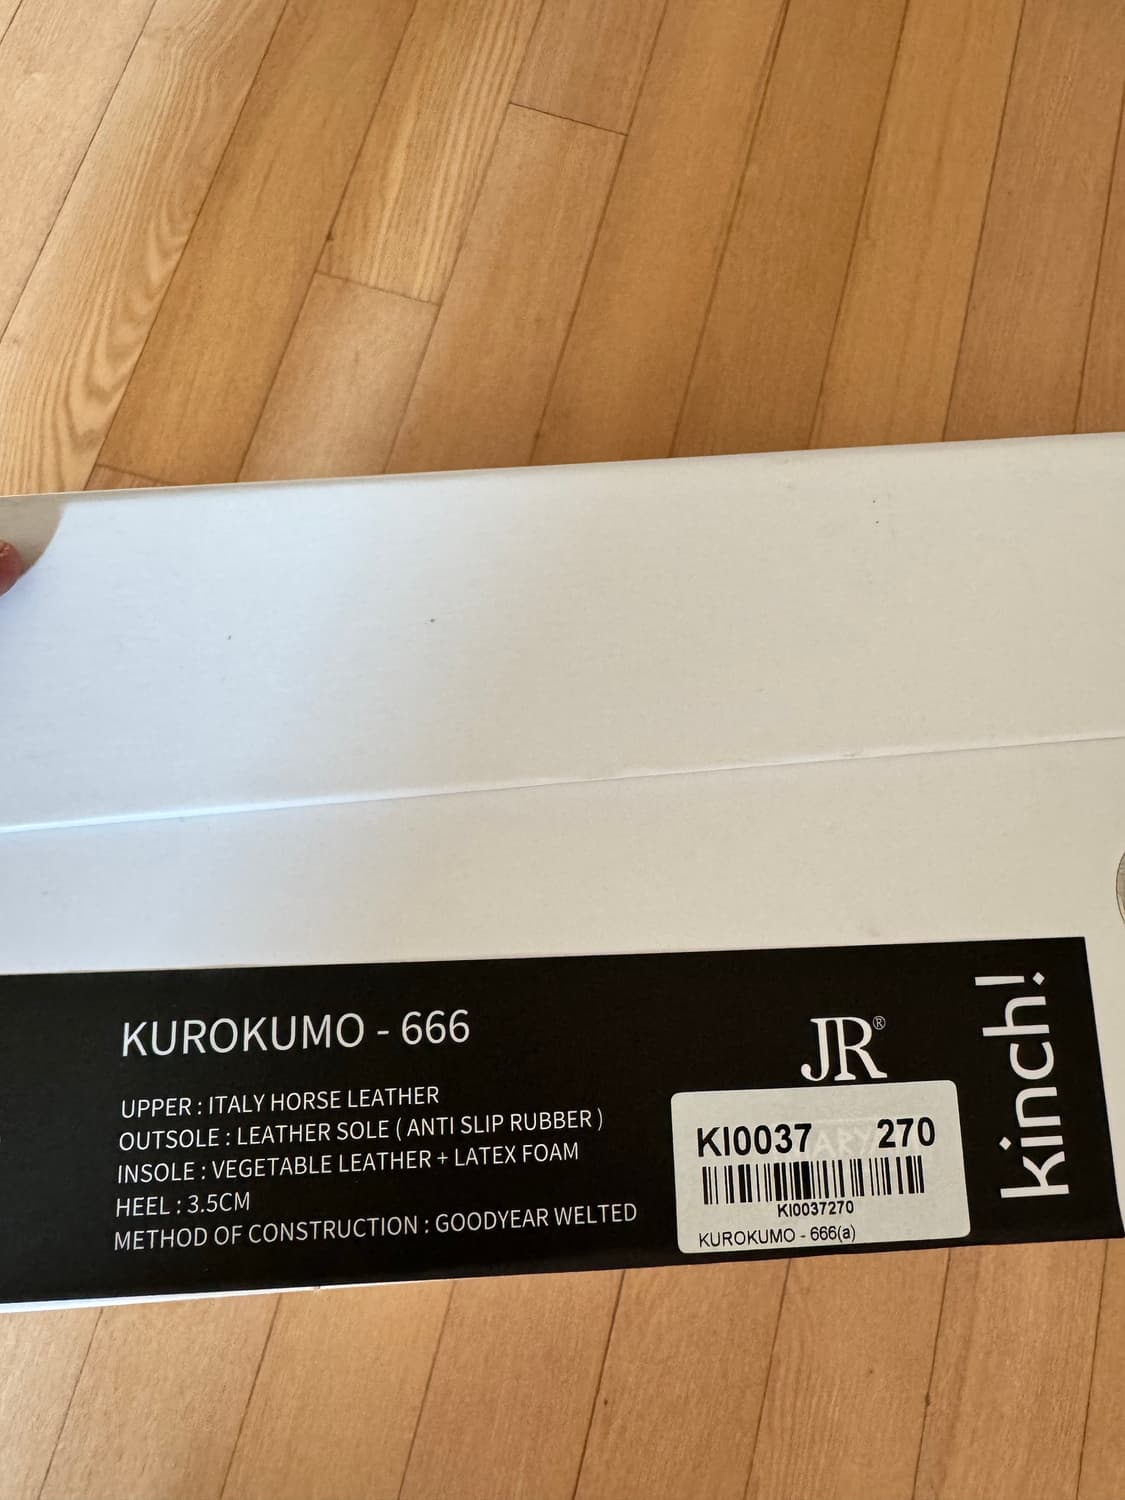 KUROKUMO - 666
UPPER : ITALY HORSE LEATHER
OUTSOLE : LEATHER SOLE ( ANTI SLIP RUBBER )
INSOLE : VEGETABLE LEATHER + LATEX FOAM
HEEL : 3.5CM
METHOD OF CONSTRUCTION : GOODYEAR WELTED
JR®
KI0037 270
KI0037270
KUROKUMO - 666(a)
kinch!